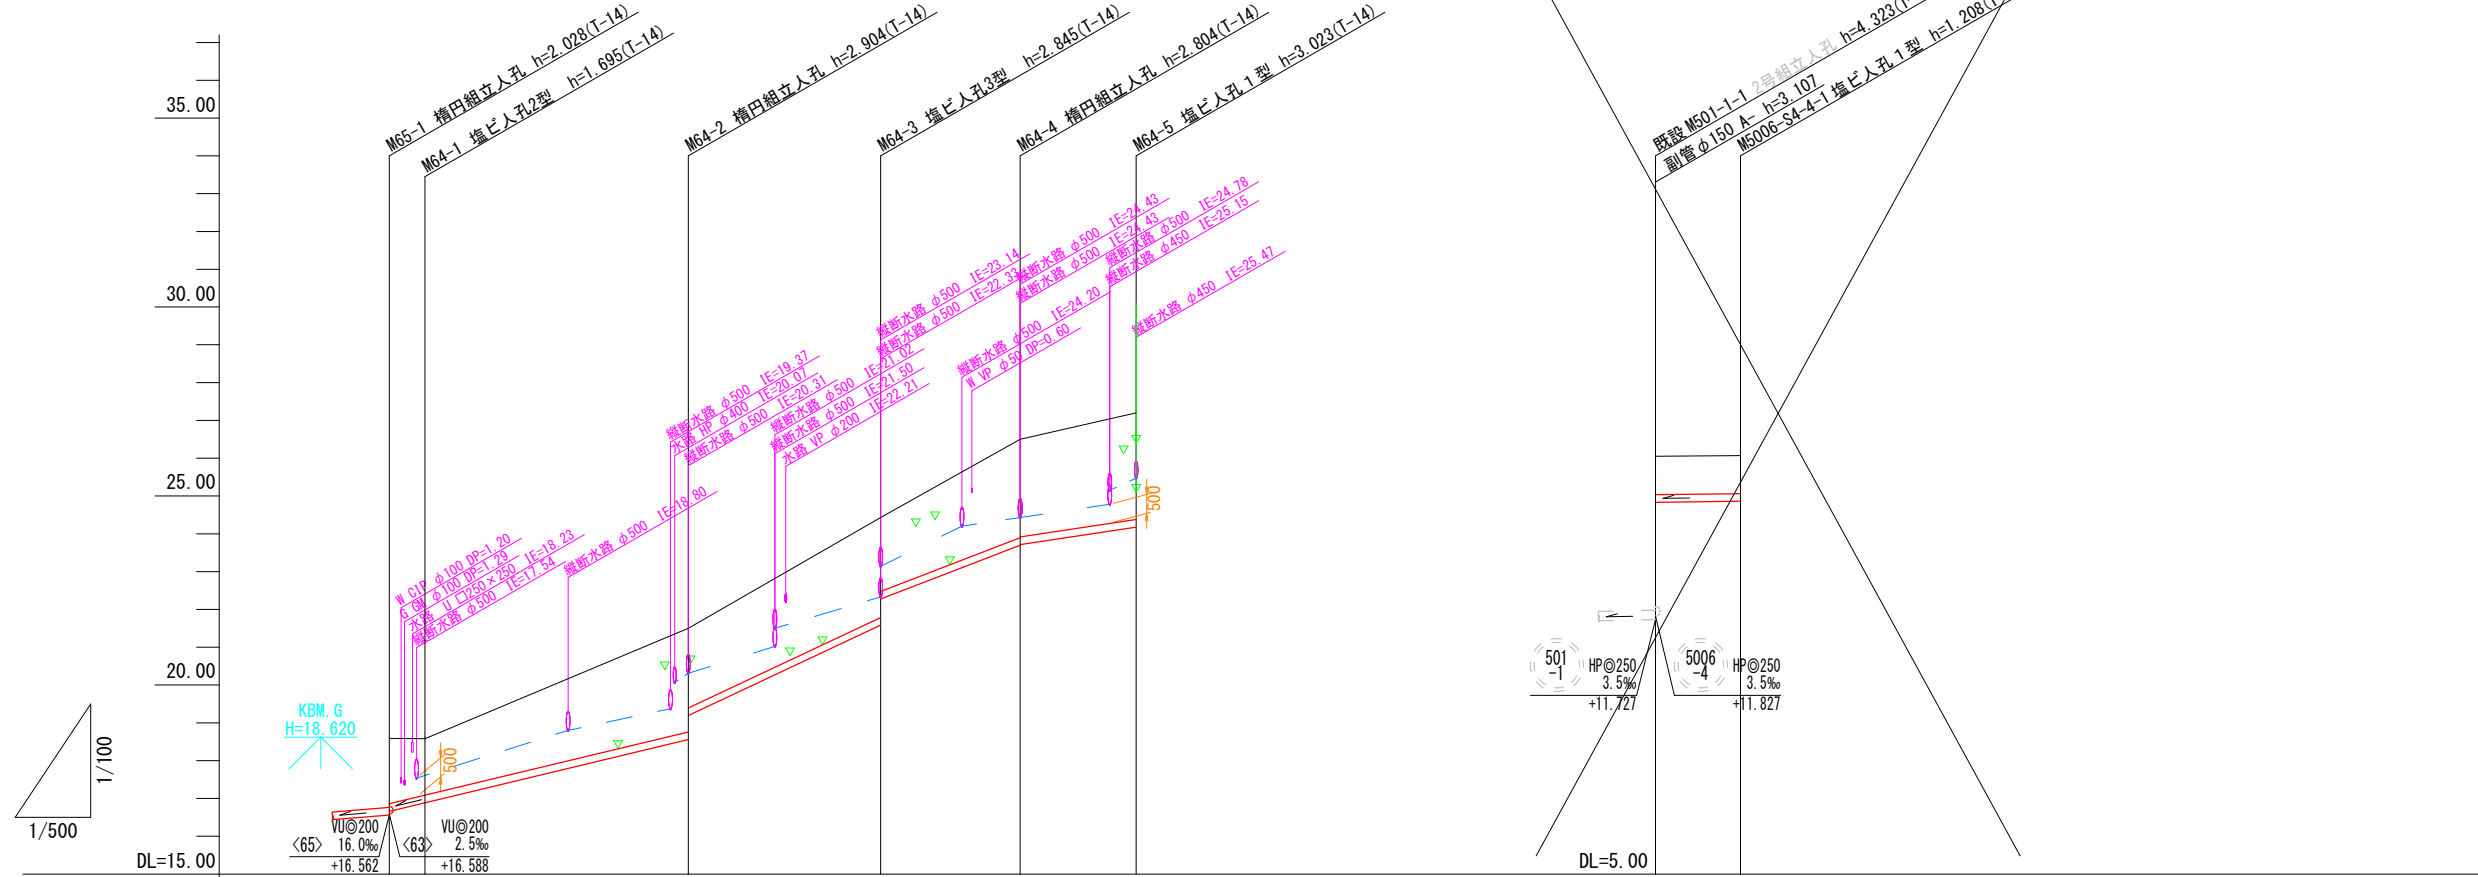 M65-1 楕円組立人孔 h=2.028(T-14)
M64-1 塩ビ人孔2型 h=1.695(T-14)
M64-2 楕円組立人孔 h=2.904(T-14)
M64-3 塩ビ人孔3型 h=2.845(T-14)
M64-4 楕円組立人孔 h=2.804(T-14)
M64-5 塩ビ人孔1型 h=3.023(T-14)
既設 M501-1-1 2号組立人孔 h=4.323
副管φ150 A- h=3.107
M5006-S4-4-1 塩ビ人孔1型 h=1.208
35.00
30.00
25.00
20.00
DL=15.00
W CIP φ100 DP=1.20
G GM φ100 DP=1.29
水路 U □250×250 IE=18.23
縦断水路 φ500 IE=17.54
縦断水路 φ500 IE=18.80
縦断水路 φ500 IE=19.37
水路 HP φ400 IE=20.07
縦断水路 φ500 IE=20.31
縦断水路 φ500 IE=21.02
縦断水路 φ500 IE=21.50
水路 VP φ200 IE=22.21
縦断水路 φ500 IE=23.14
縦断水路 φ500 IE=22.33
縦断水路 φ500 IE=24.20
W VP φ50 DP=0.60
縦断水路 φ500 IE=24.43
縦断水路 φ500 IE=24.43
縦断水路 φ500 IE=24.78
縦断水路 φ450 IE=25.15
縦断水路 φ450 IE=25.47
500
500
KBM.G
H=18.620
1/100
1/500
〈65〉
VU◎200
16.0‰
+16.562
〈63〉
VU◎200
2.5‰
+16.588
501
-1
HP◎250
3.5‰
+11.727
5006
-4
HP◎250
3.5‰
+11.827
DL=5.00